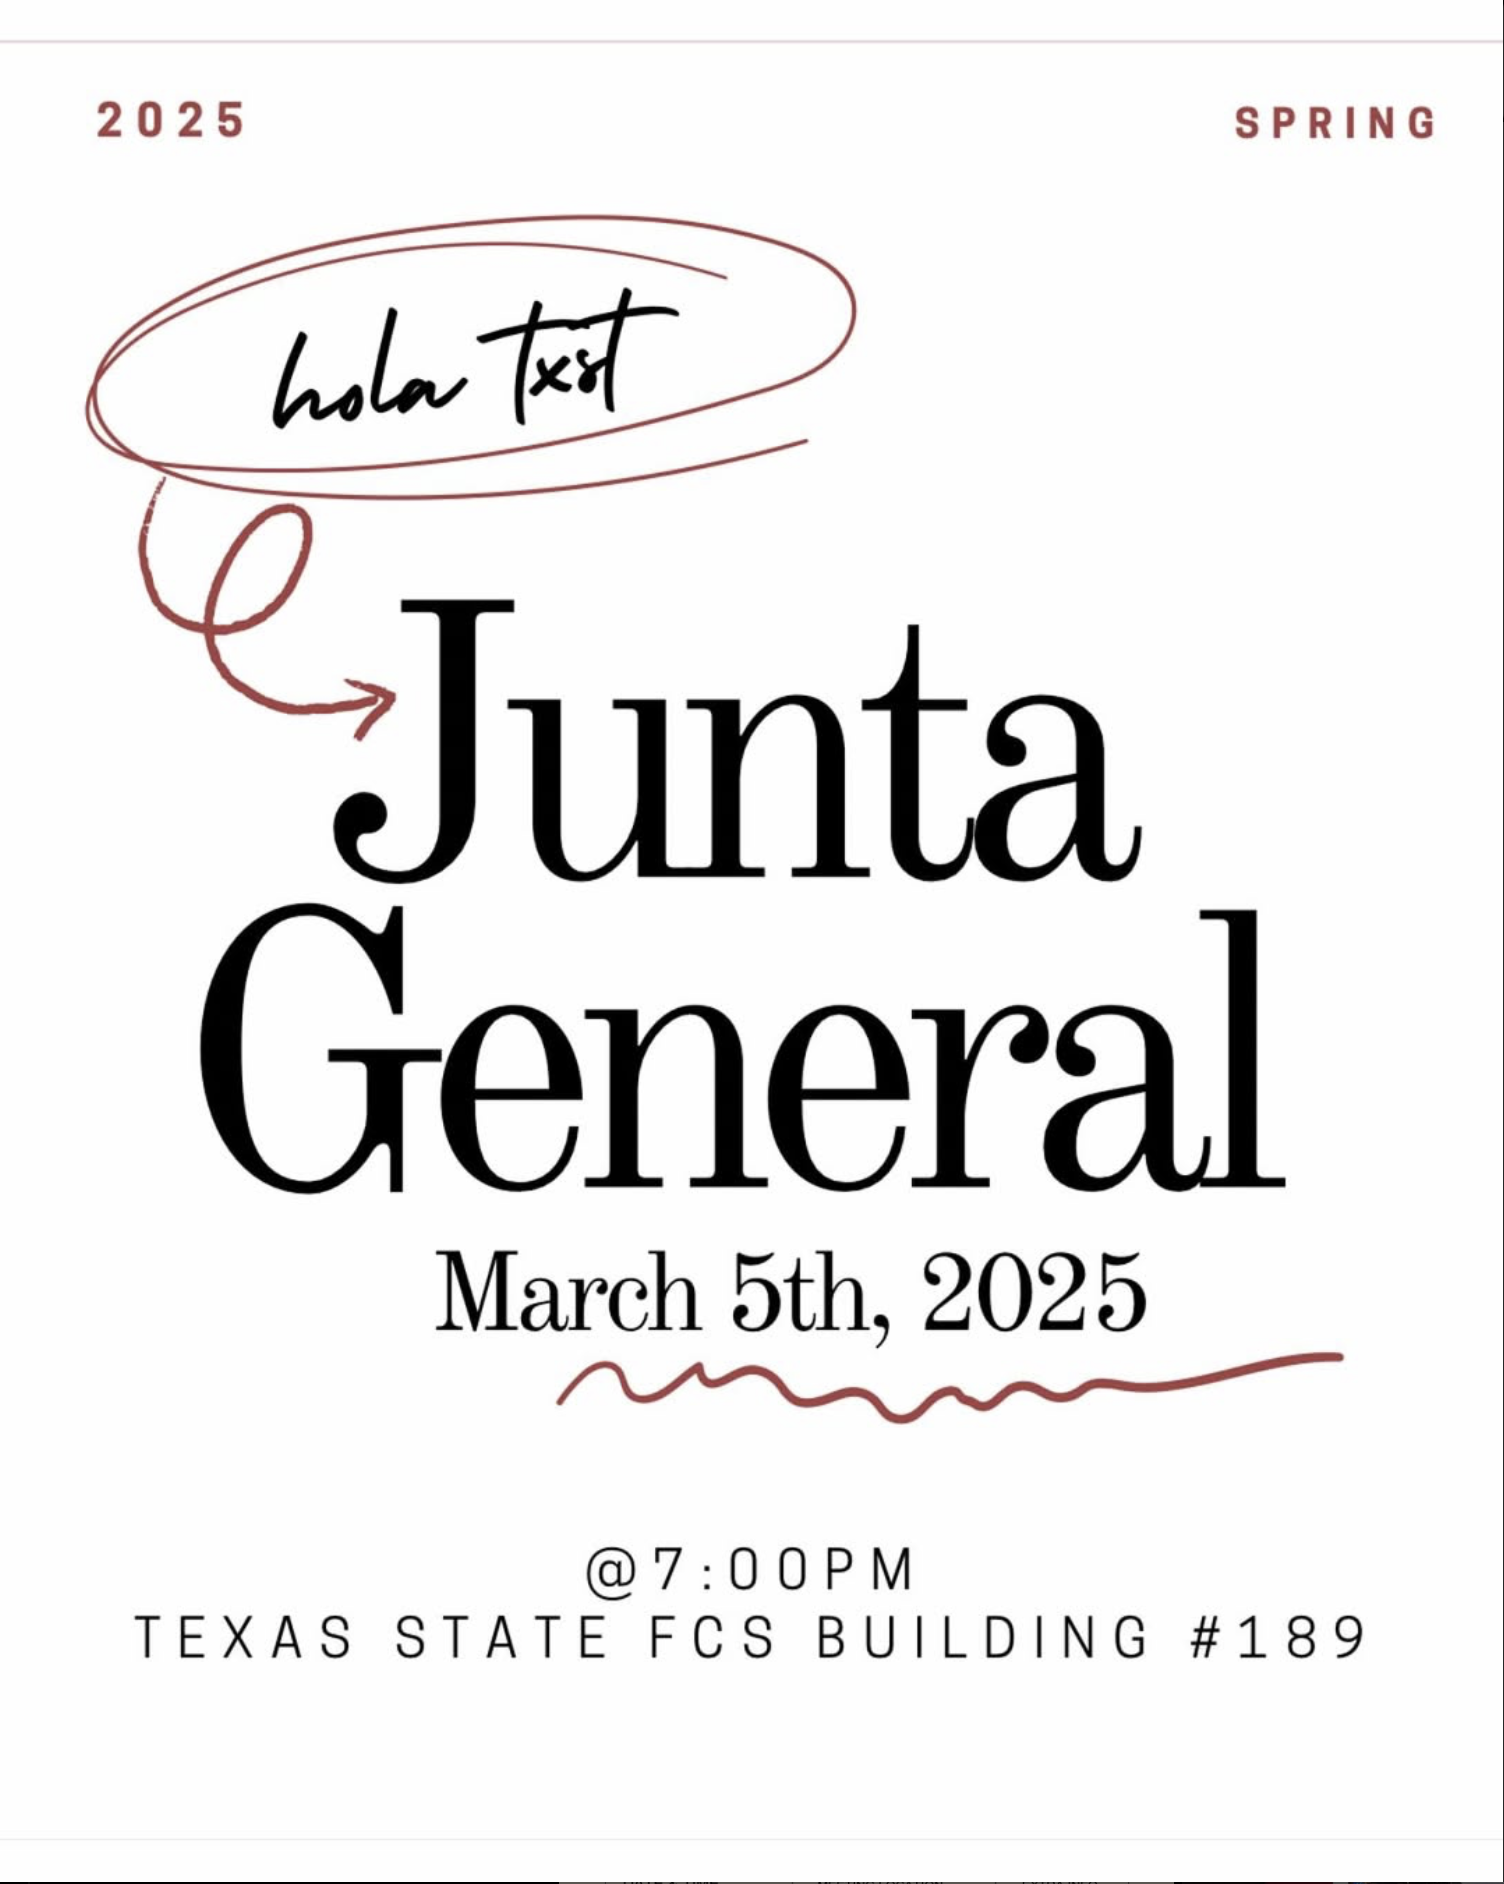 2025
SPRING
hola txst
Junta
General
March 5th, 2025
@7:00PM
TEXAS STATE FCS BUILDING #189